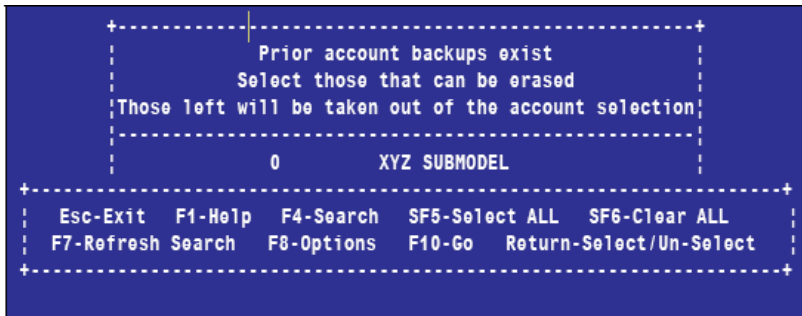 Prior account backups exist
Select those that can be erased
Those left will be taken out of the account selection
0 XYZ SUBMODEL
Esc-Exit F1-Help F4-Search SF5-Select ALL SF6-Clear ALL
F7-Refresh Search F8-Options F10-Go Return-Select/Un-Select